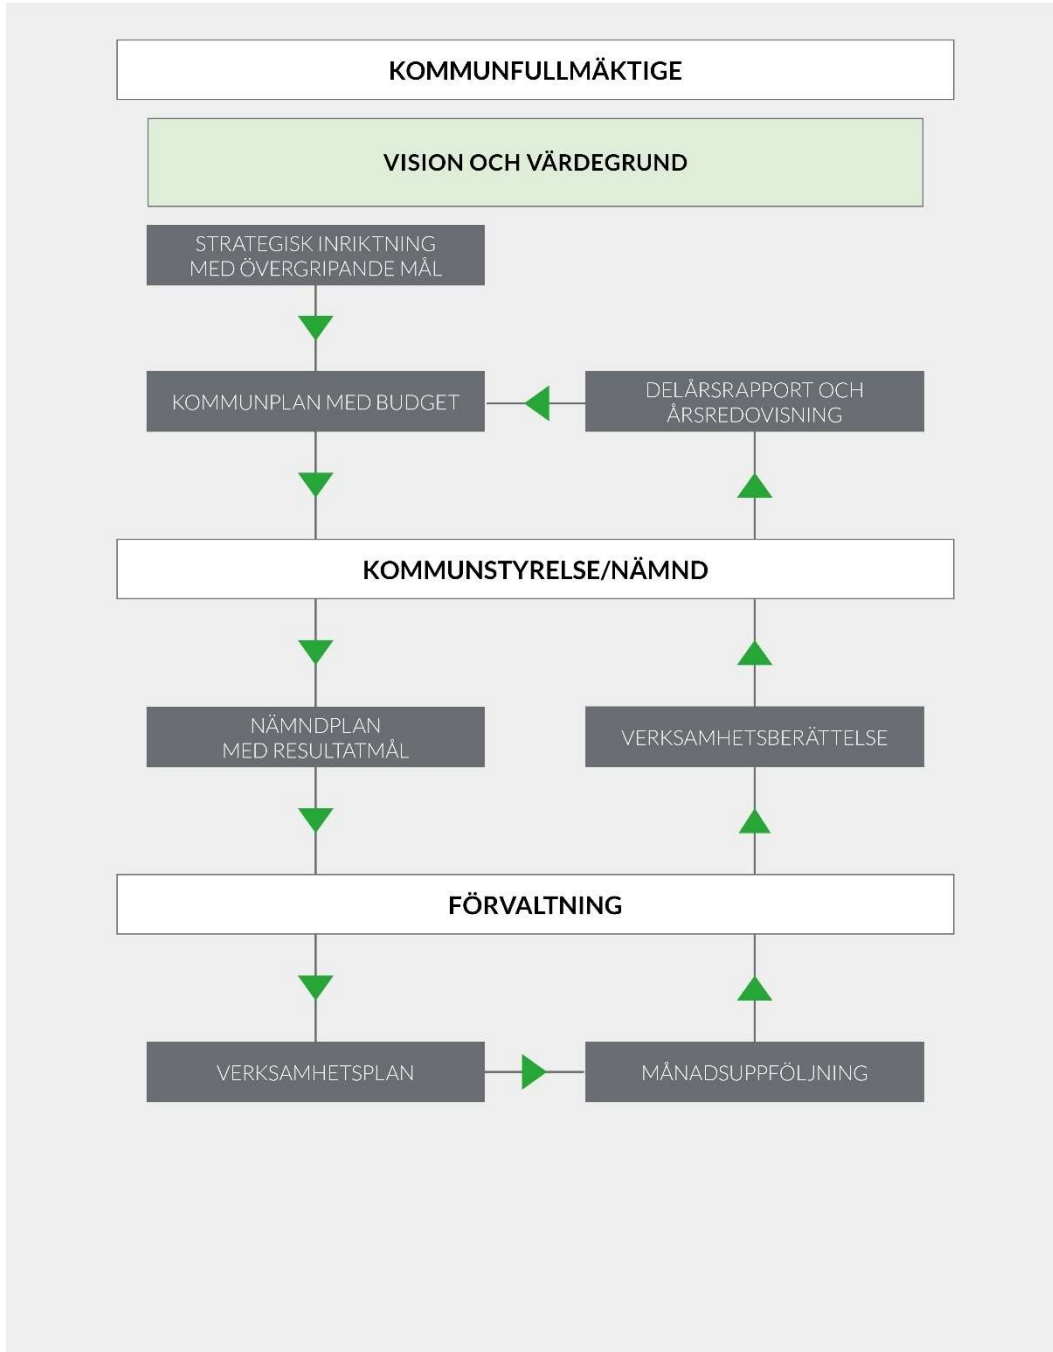 KOMMUNFULLMÄKTIGE
VISION OCH VÄRDEGRUND
STRATEGISK INRIKTNING
MED ÖVERGRIPANDE MÅL
KOMMUNPLAN MED BUDGET
DELÅRSRAPPORT OCH
ÅRSREDOVISNING
KOMMUNSTYRELSE/NÄMND
NÄMNDPLAN
MED RESULTATMÅL
VERKSAMHETSBERÄTTELSE
FÖRVALTNING
VERKSAMHETSPLAN
MÅNADSUPPFÖLJNING